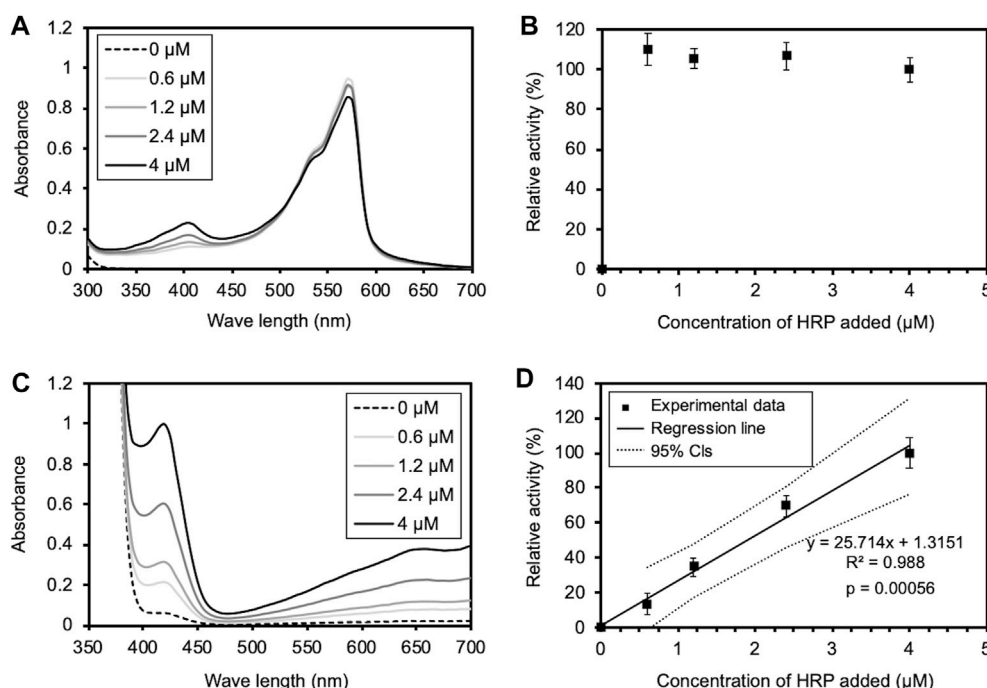 A
1.2
1
0.8
0.6
0.4
0.2
0
Absorbance
0 µM
0.6 µM
1.2 µM
2.4 µM
4 µM
300 350 400 450 500 550 600 650 700
Wave length (nm)
B
120
100
80
60
40
20
0
Relative activity (%)
0 1 2 3 4 5
Concentration of HRP added (µM)
C
1.2
1
0.8
0.6
0.4
0.2
0
Absorbance
0 µM
0.6 µM
1.2 µM
2.4 µM
4 µM
350 400 450 500 550 600 650 700
Wave length (nm)
D
140
120
100
80
60
40
20
0
Relative activity (%)
Experimental data
Regression line
95% CIs
y = 25.714x + 1.3151
R² = 0.988
p = 0.00056
0 1 2 3 4 5
Concentration of HRP added (µM)